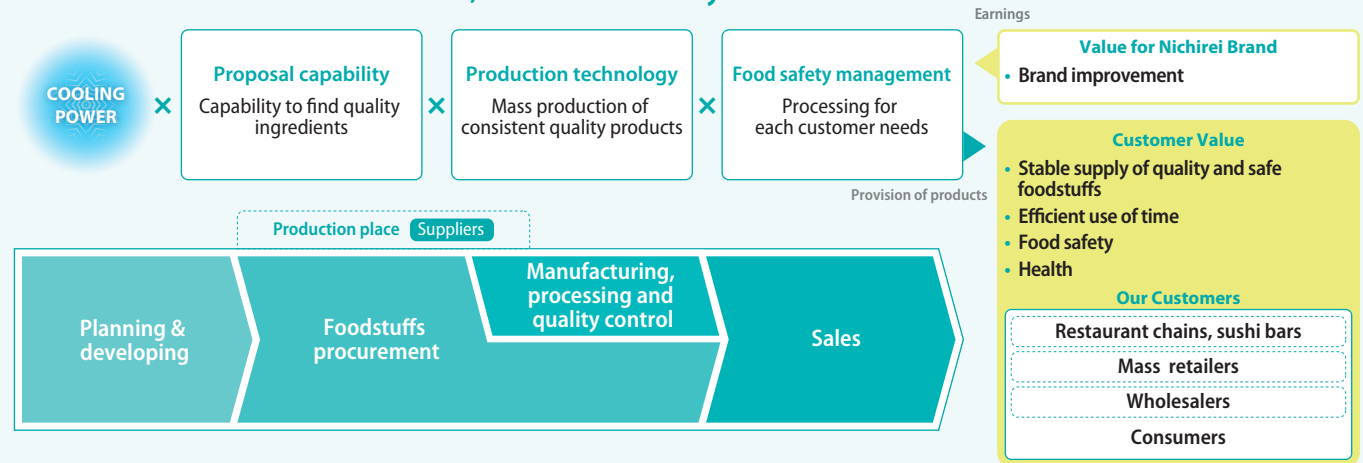 Earnings
COOLING
POWER
×
Proposal capability
Capability to find quality
ingredients
×
Production technology
Mass production of
consistent quality products
×
Food safety management
Processing for
each customer needs
Value for Nichirei Brand
• Brand improvement
Provision of products
Customer Value
• Stable supply of quality and safe
foodstuffs
• Efficient use of time
• Food safety
• Health
Our Customers
Restaurant chains, sushi bars
Mass retailers
Wholesalers
Consumers
Production place Suppliers
Planning &
developing
Foodstuffs
procurement
Manufacturing,
processing and
quality control
Sales